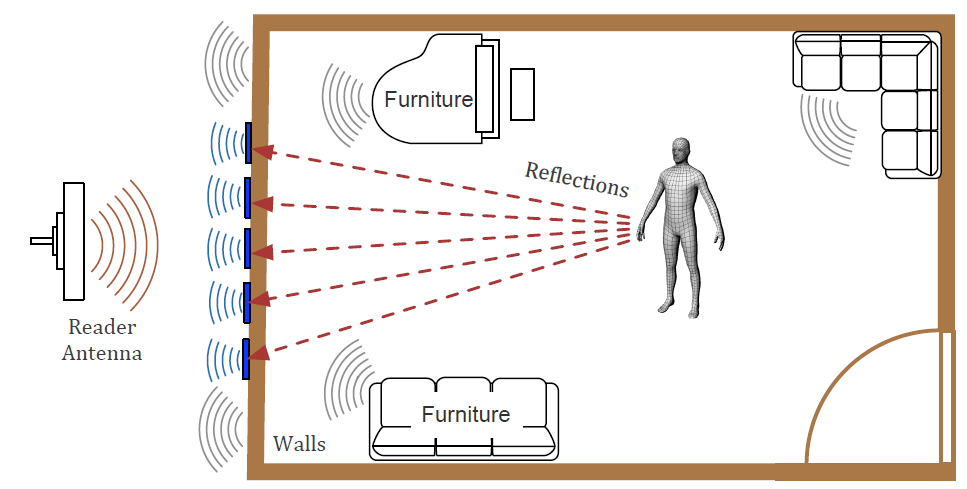 Furniture
Reflections
Reader
Antenna
Furniture
Walls